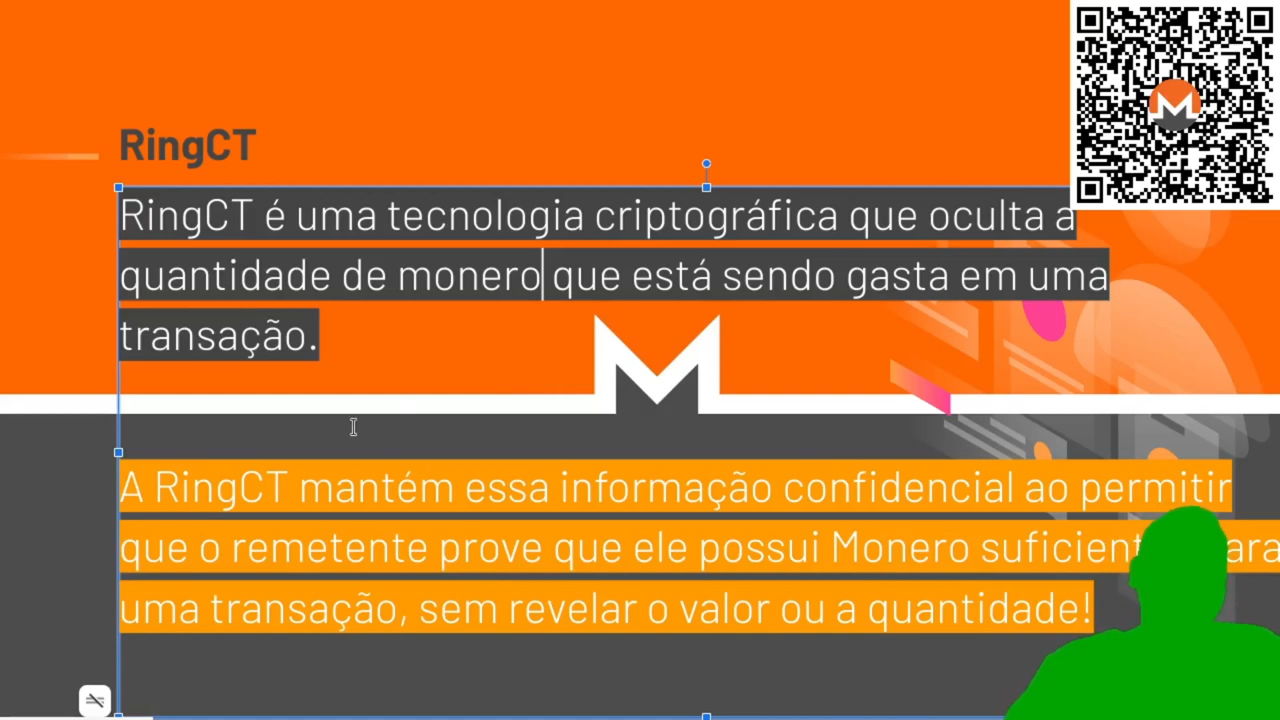 RingCT
RingCT é uma tecnologia criptográfica que oculta a
quantidade de monero que está sendo gasta em uma
transação.
A RingCT mantém essa informação confidencial ao permitir
que o remetente prove que ele possui Monero
uma transação, sem revelar o valor ou a quantidade!